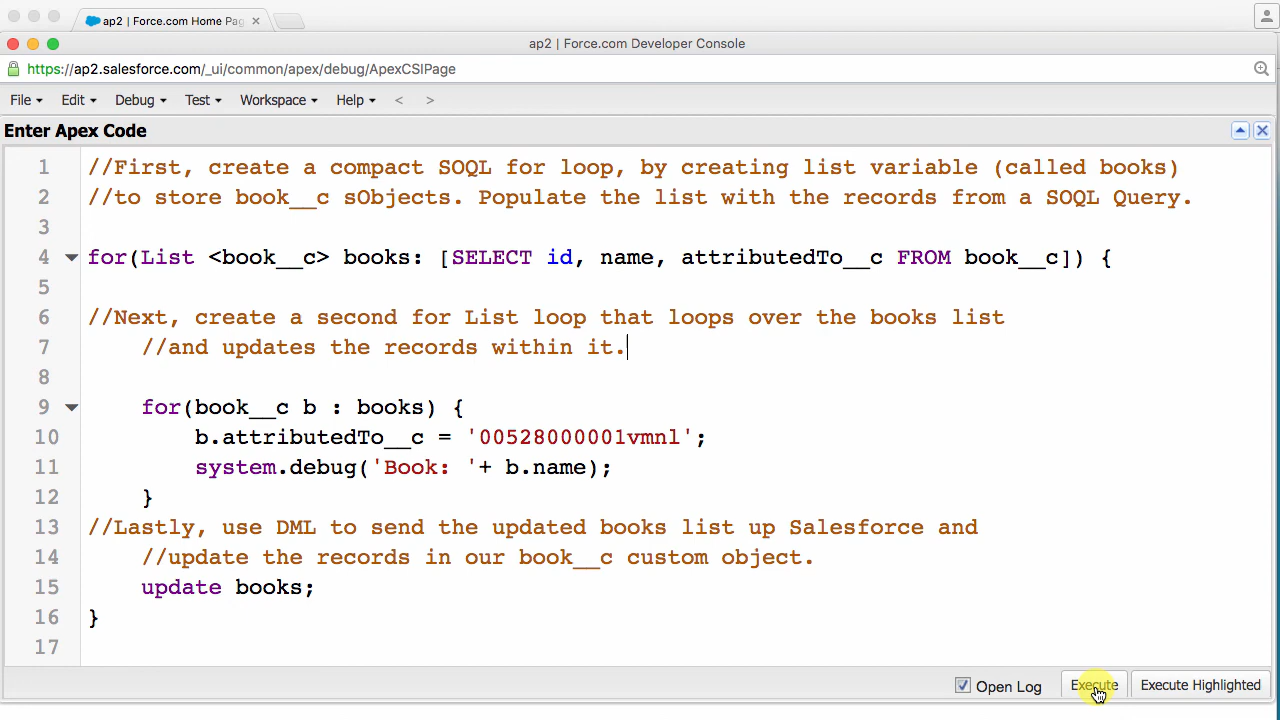 ap2 | Force.com Home Pag
ap2 | Force.com Developer Console
https://ap2.salesforce.com/_ui/common/apex/debug/ApexCSIPage
File Edit Debug Test Workspace Help < >
Enter Apex Code
1 //First, create a compact SOQL for loop, by creating list variable (called books)
2 //to store book__c sObjects. Populate the list with the records from a SOQL Query.
3
4 for(List <book__c> books: [SELECT id, name, attributedTo__c FROM book__c]) {
5
6 //Next, create a second for List loop that loops over the books list
7 //and updates the records within it.
8
9 for(book__c b : books) {
10 b.attributedTo__c = '00528000001vmnl';
11 system.debug('Book: '+ b.name);
12 }
13 //Lastly, use DML to send the updated books list up Salesforce and
14 //update the records in our book__c custom object.
15 update books;
16 }
17
Open Log Execute Execute Highlighted